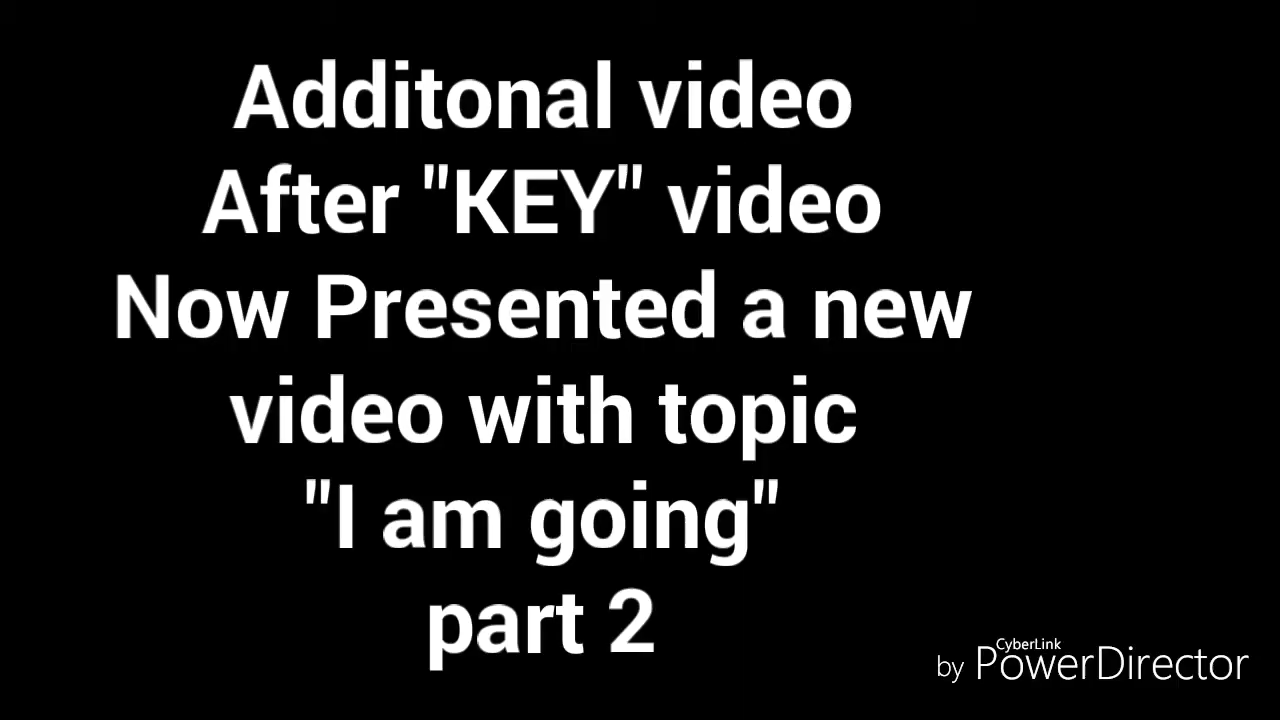 Additonal video
After "KEY" video
Now Presented a new
video with topic
"I am going"
part 2
CyberLink
by PowerDirector